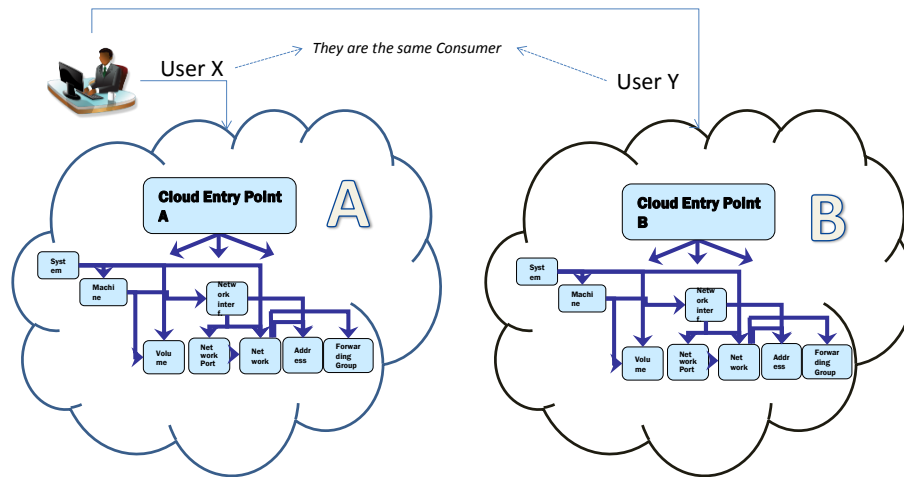 They are the same Consumer
User X
User Y
Cloud Entry Point
A
A
Syst
em
Machi
ne
Netw
ork
interf
.
Volu
me
Net
work Port
Net
work
Addr
ess
Forwar
ding Group
Cloud Entry Point
B
B
Syst
em
Machi
ne
Netw
ork
interf
.
Volu
me
Net
work Port
Net
work
Addr
ess
Forwar
ding Group